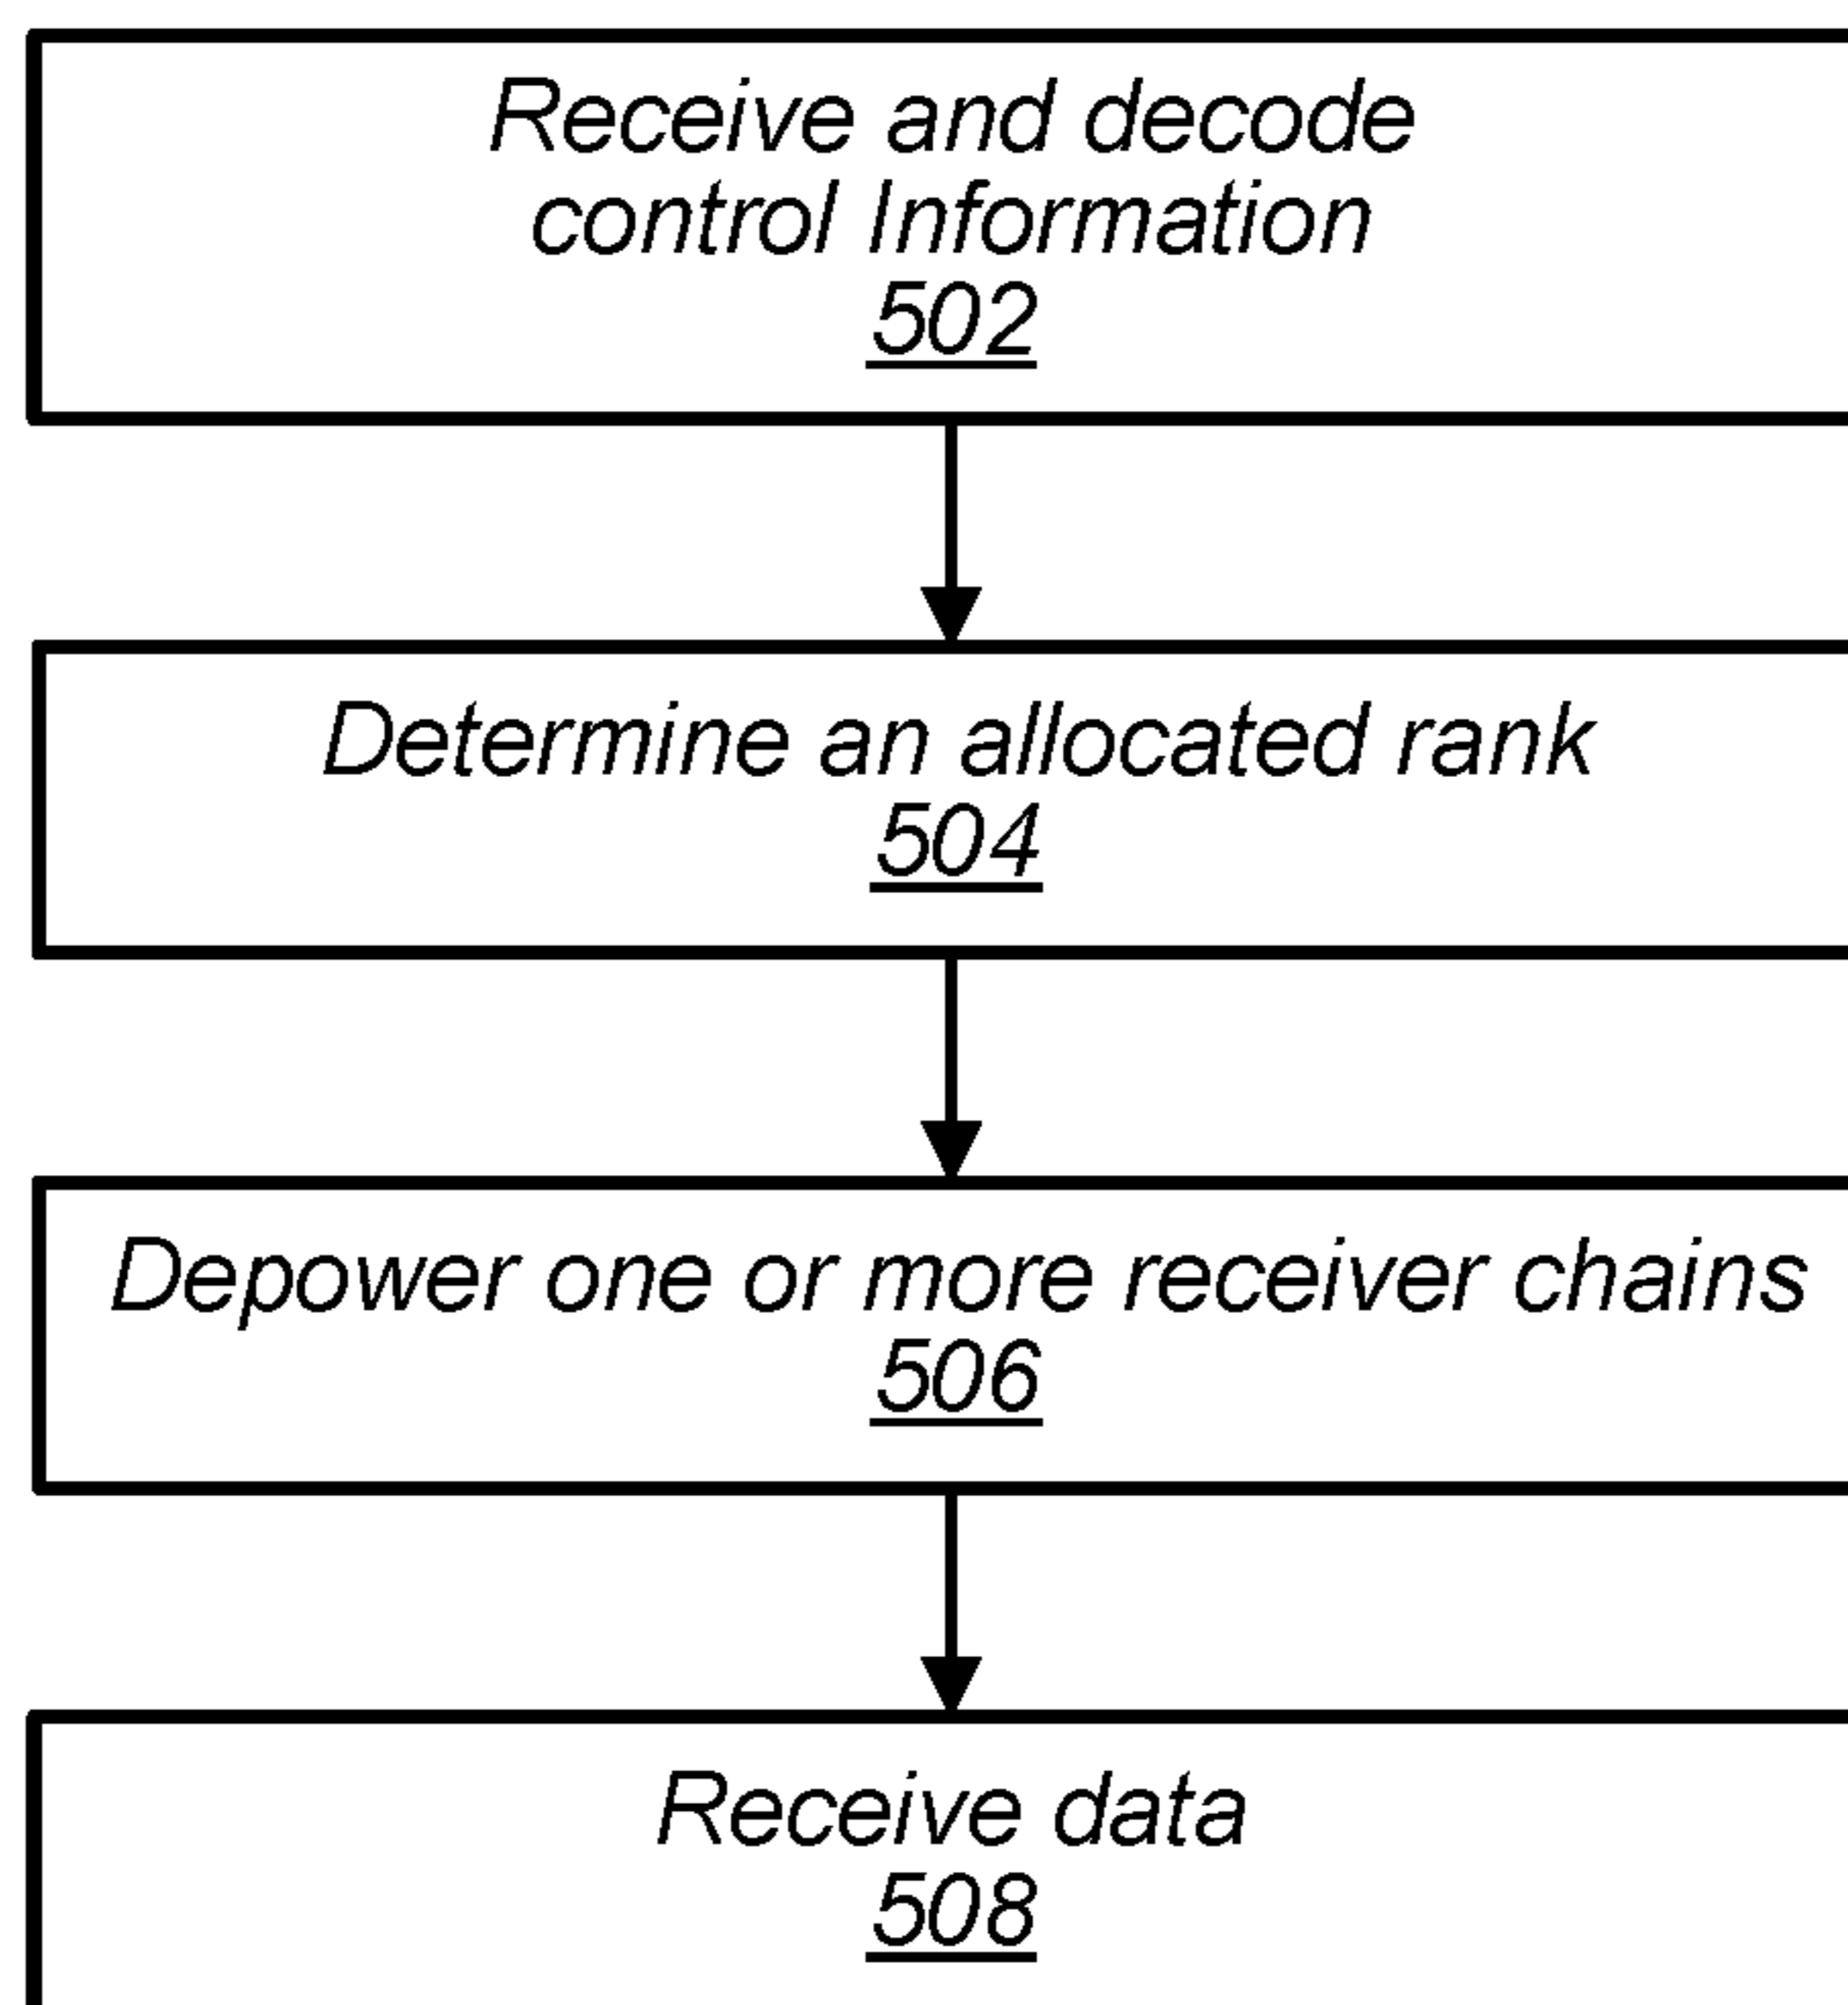 Receive and decode
control Information
502
Determine an allocated rank
504
Depower one or more receiver chains
506
Receive data
508